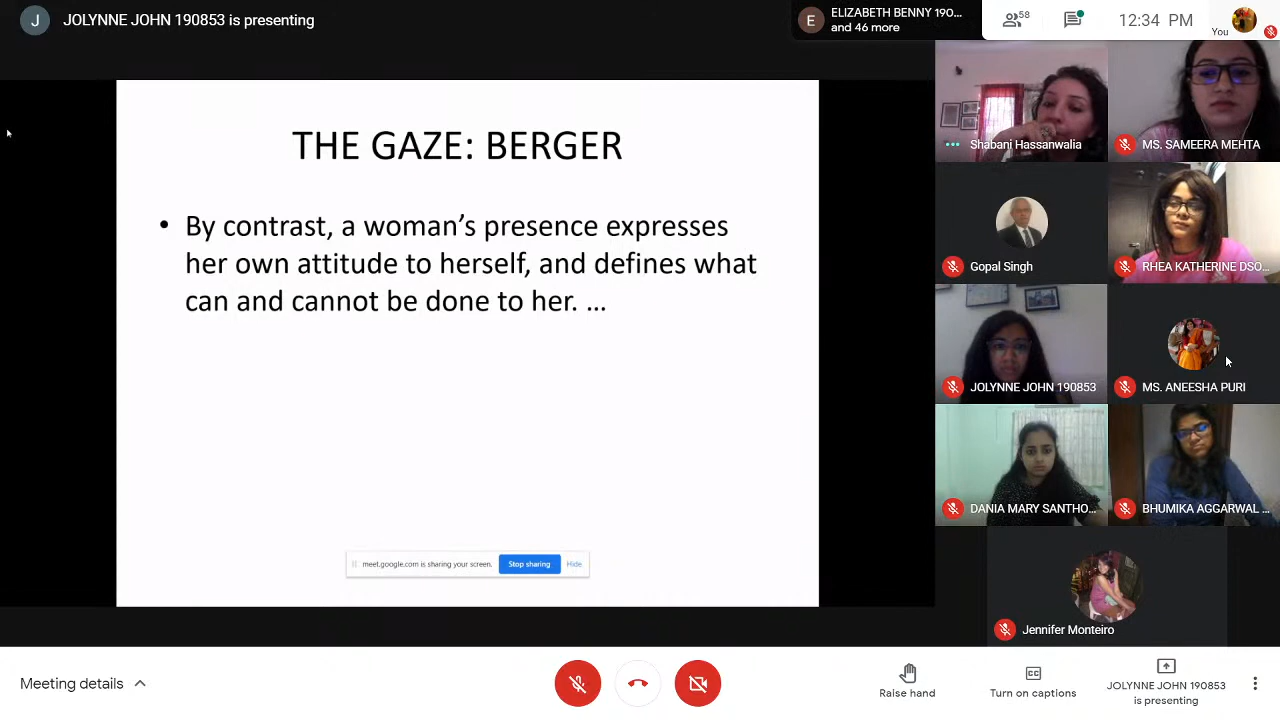 J JOLYNNE JOHN 190853 is presenting
E ELIZABETH BENNY 190...
and 46 more
58
12:34 PM
You
THE GAZE: BERGER
• By contrast, a woman’s presence expresses
her own attitude to herself, and defines what
can and cannot be done to her. …
meet.google.com is sharing your screen. Stop sharing Hide
Shabani Hassanwalia
MS. SAMEERA MEHTA
Gopal Singh
RHEA KATHERINE DSO...
JOLYNNE JOHN 190853
MS. ANEESHA PURI
DANIA MARY SANTHO...
BHUMIKA AGGARWAL ...
Jennifer Monteiro
Meeting details
Raise hand
CC
Turn on captions
JOLYNNE JOHN 190853
is presenting